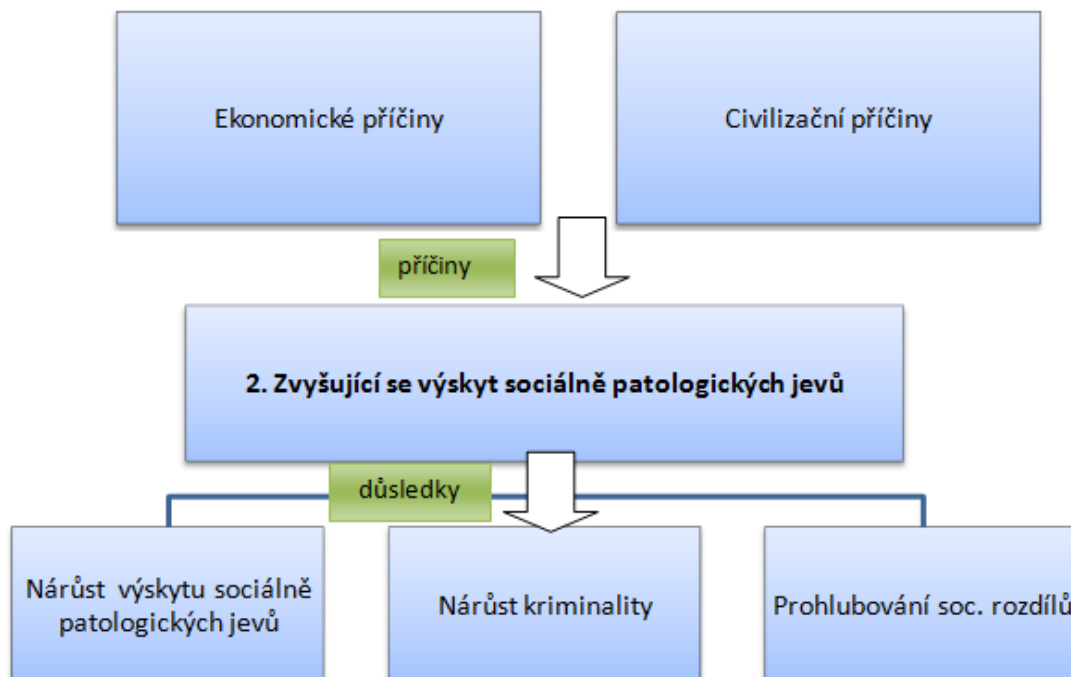 Ekonomické příčiny
Civilizační příčiny
příčiny
2. Zvyšující se výskyt sociálně patologických jevů
důsledky
Nárůst výskytu sociálně
patologických jevů
Nárůst kriminality
Prohlubování soc. rozdílů